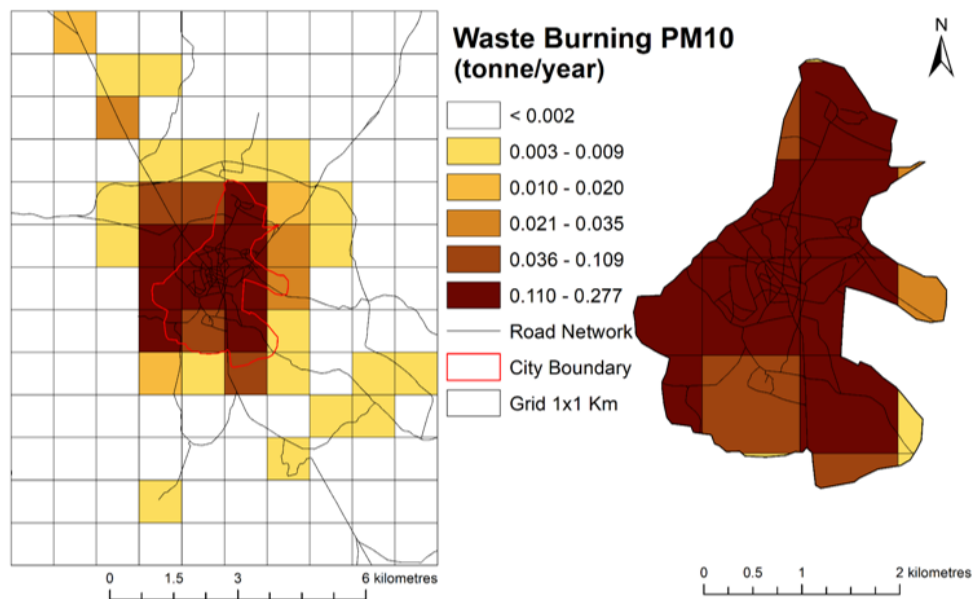 Waste Burning PM10
(tonne/year)
N
< 0.002
0.003 - 0.009
0.010 - 0.020
0.021 - 0.035
0.036 - 0.109
0.110 - 0.277
Road Network
City Boundary
Grid 1x1 Km
0 1.5 3 6 kilometres
0 0.5 1 2 kilometres